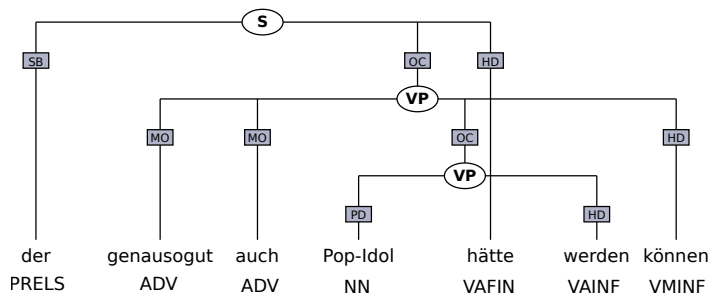 S
SB OC HD
VP
MO MO OC HD
VP
PD HD
der genausogut auch Pop-Idol hätte werden können
PRELS ADV ADV NN VAFIN VAINF VMINF